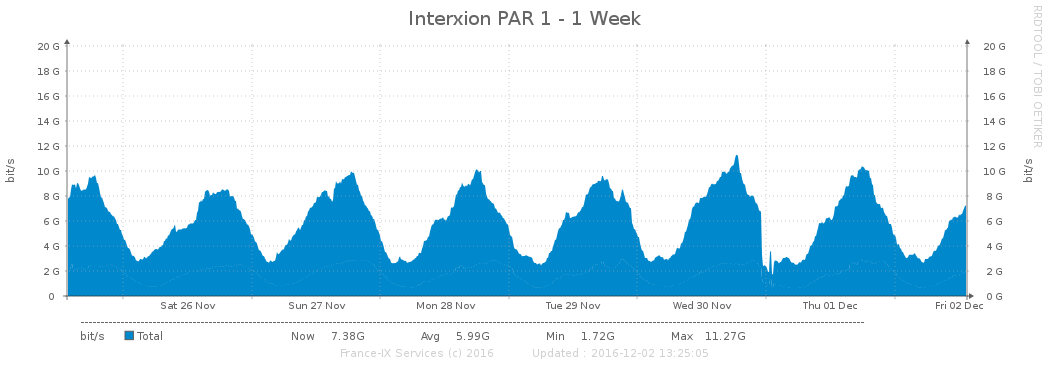 Interxion PAR 1 - 1 Week
RRDTOOL / TOBI OETIKER
bit/s
bit/s
20 G 20 G
18 G 18 G
16 G 16 G
14 G 14 G
12 G 12 G
10 G 10 G
8 G 8 G
6 G 6 G
4 G 4 G
2 G 2 G
0 0 G
Sat 26 Nov Sun 27 Nov Mon 28 Nov Tue 29 Nov Wed 30 Nov Thu 01 Dec Fri 02 Dec
bit/s Total Now 7.38G Avg 5.99G Min 1.72G Max 11.27G
France-IX Services (c) 2016 Updated : 2016-12-02 13:25:05